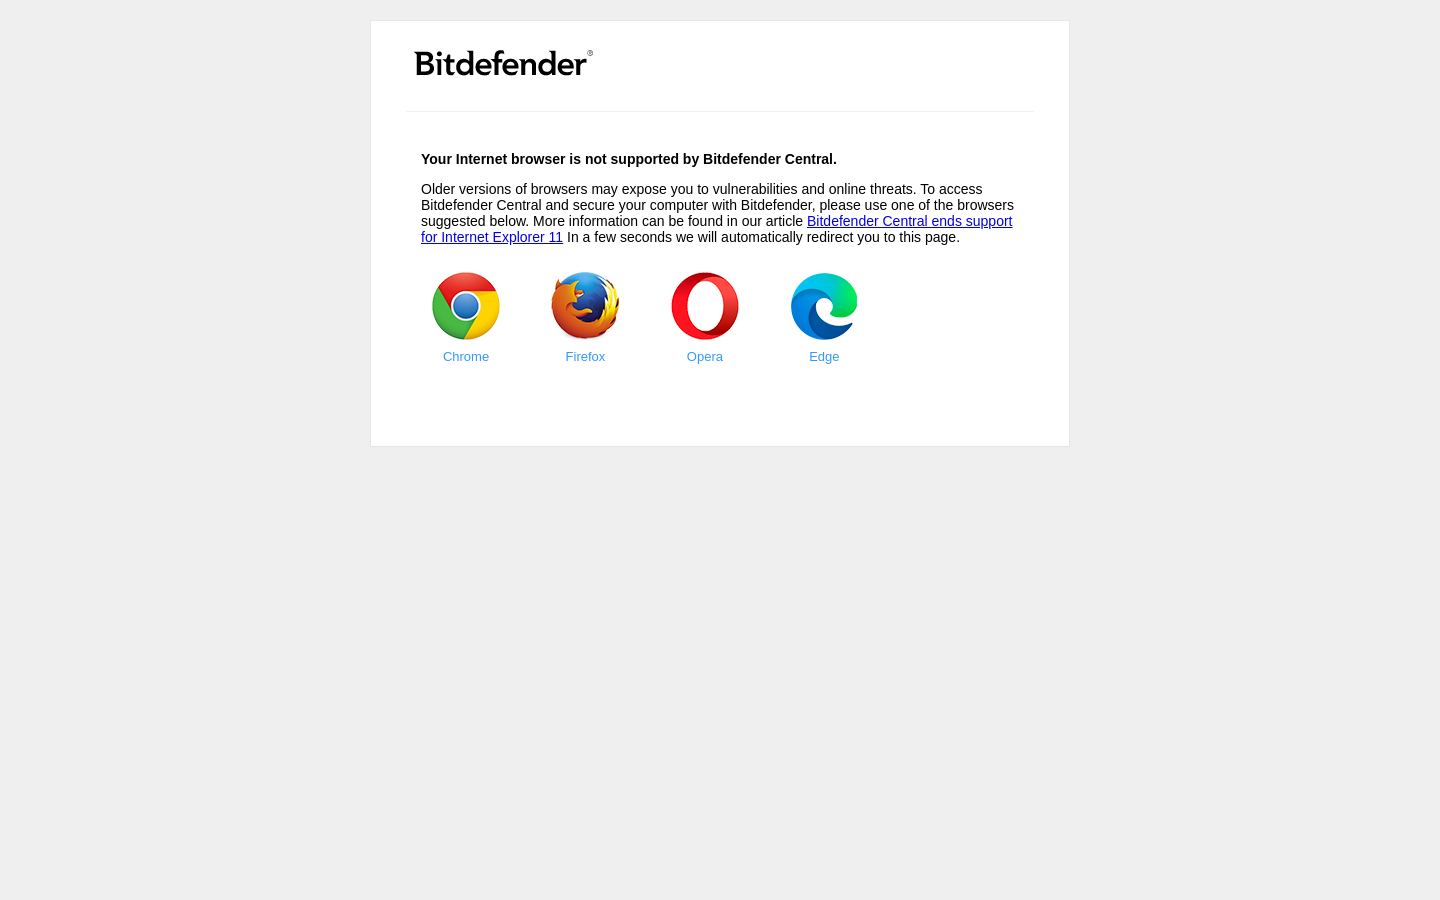 Bitdefender®
Your Internet browser is not supported by Bitdefender Central.
Older versions of browsers may expose you to vulnerabilities and online threats. To access
Bitdefender Central and secure your computer with Bitdefender, please use one of the browsers
suggested below. More information can be found in our article Bitdefender Central ends support
for Internet Explorer 11 In a few seconds we will automatically redirect you to this page.
Chrome Firefox Opera Edge